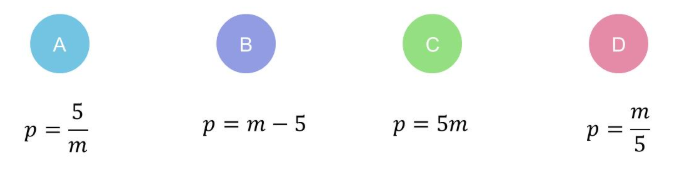 A B C D
p = 5/m p = m − 5 p = 5m p = m/5